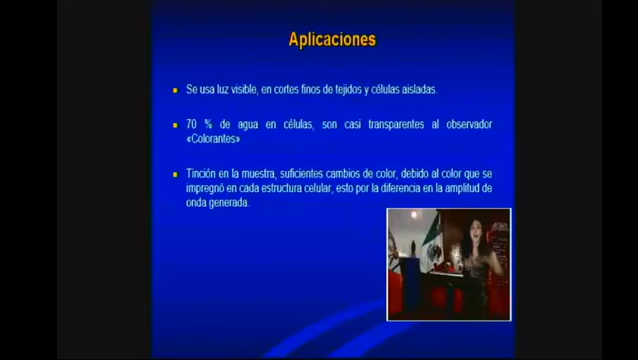 Aplicaciones
Se usa luz visible, en cortes finos de tejidos y células aisladas.
70 % de agua en células, son casi transparentes al observador
«Colorantes»
Tinción en la muestra, suficientes cambios de color, debido al color que se
impregnó en cada estructura celular, esto por la diferencia en la amplitud de
onda generada.